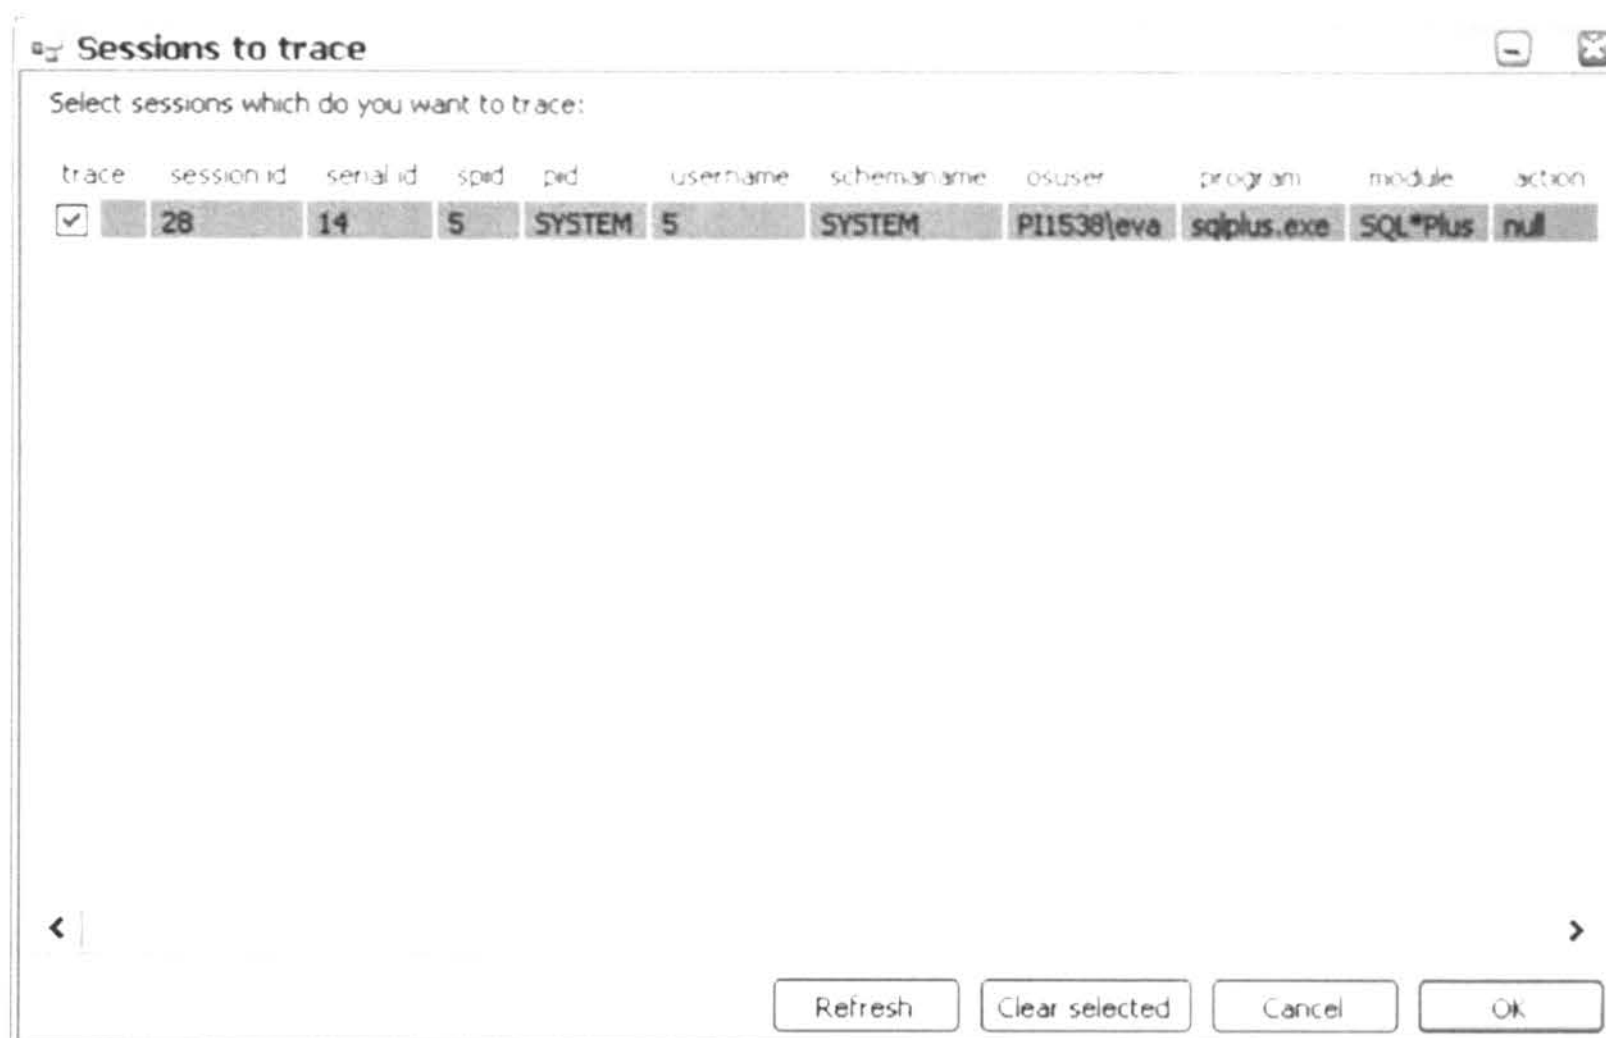 Sessions to trace
Select sessions which do you want to trace:
trace session id serial id spid pid username schemaname osuser program module action
28 14 5 SYSTEM 5 SYSTEM PI1538\eva sqlplus.exe SQL*Plus null
Refresh Clear selected Cancel OK